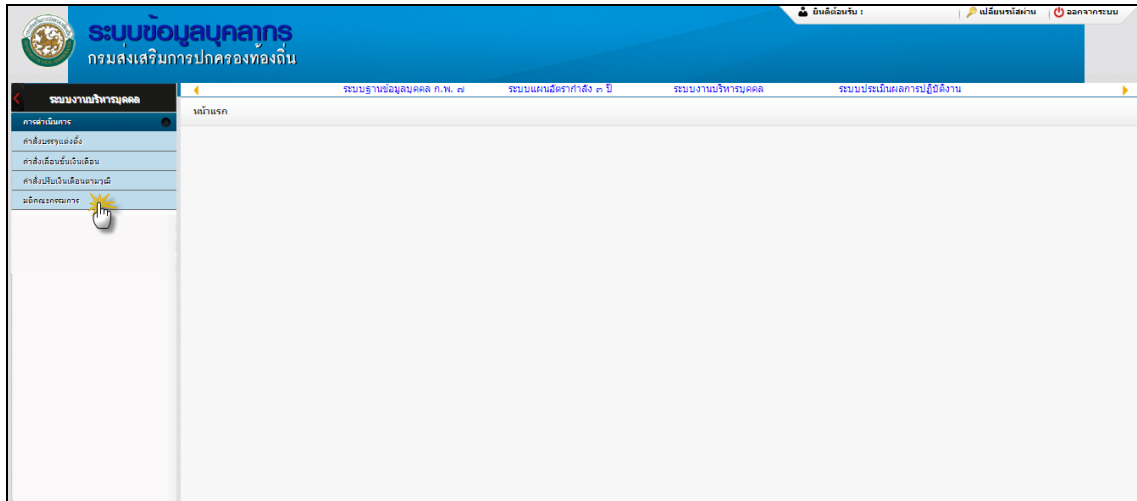 ยินดีต้อนรับ : เปลี่ยนรหัสผ่าน ออกจากระบบ
ระบบข้อมูลบุคลากร
กรมส่งเสริมการปกครองท้องถิ่น
ระบบงานบริหารบุคคล
ระบบฐานข้อมูลบุคคล ก.พ. ๗ ระบบแผนอัตรากำลัง ๓ ปี ระบบงานบริหารบุคคล ระบบประเมินผลการปฏิบัติงาน
หน้าแรก
การดำเนินการ
คำสั่งบรรจุแต่งตั้ง
คำสั่งเลื่อนขั้นเงินเดือน
คำสั่งปรับเงินเดือนตามวุฒิ
มติคณะกรรมการ